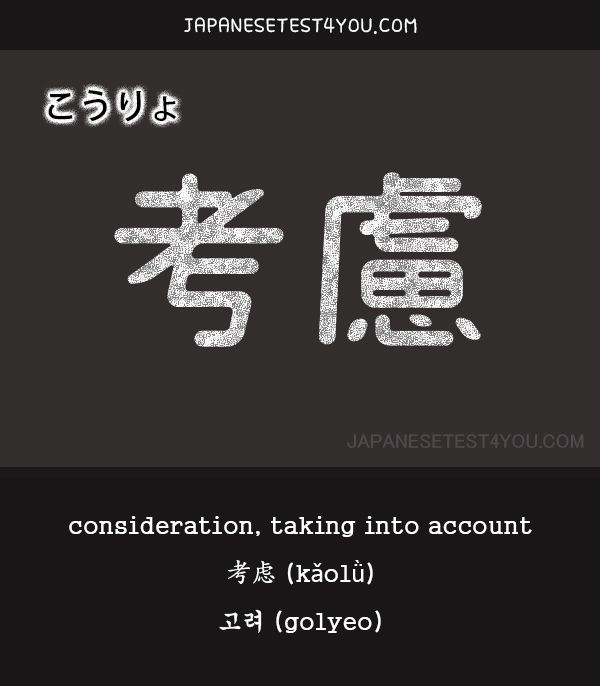 JAPANESETEST4YOU.COM
こうりょ
考慮
JAPANESETEST4YOU.COM
consideration, taking into account
考虑 (kǎolǜ)
고려 (golyeo)